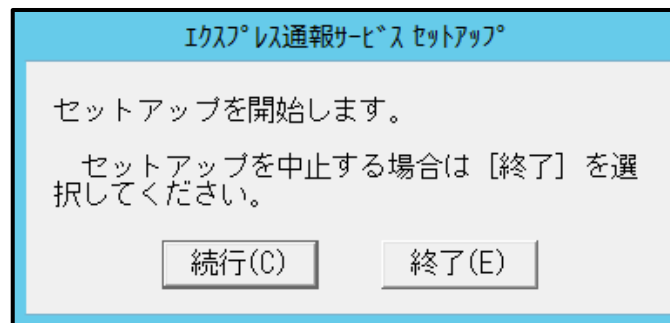 ｴｸｽﾌﾟﾚｽ通報ｻｰﾋﾞｽ ｾｯﾄｱｯﾌﾟ
セットアップを開始します。
　セットアップを中止する場合は［終了］を選
択してください。
続行(C)
終了(E)